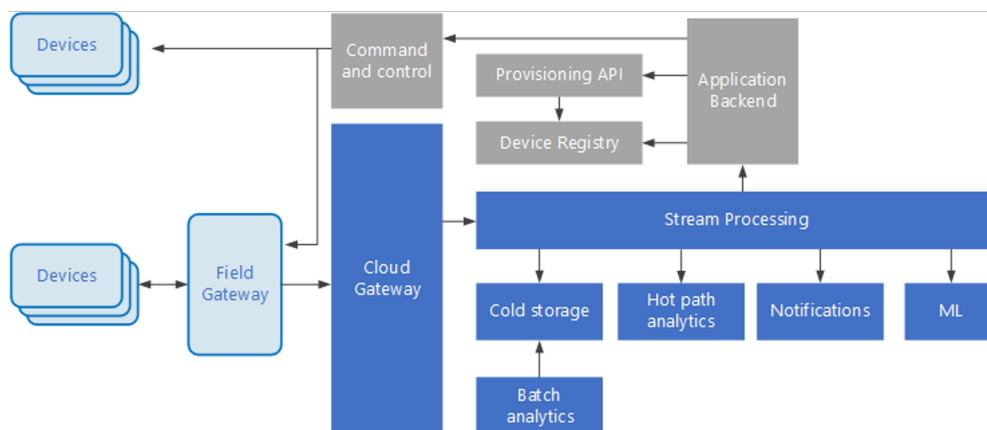 Devices
Command
and control
Provisioning API
Application
Backend
Device Registry
Stream Processing
Devices
Field
Gateway
Cloud
Gateway
Cold storage
Hot path
analytics
Notifications
ML
Batch
analytics